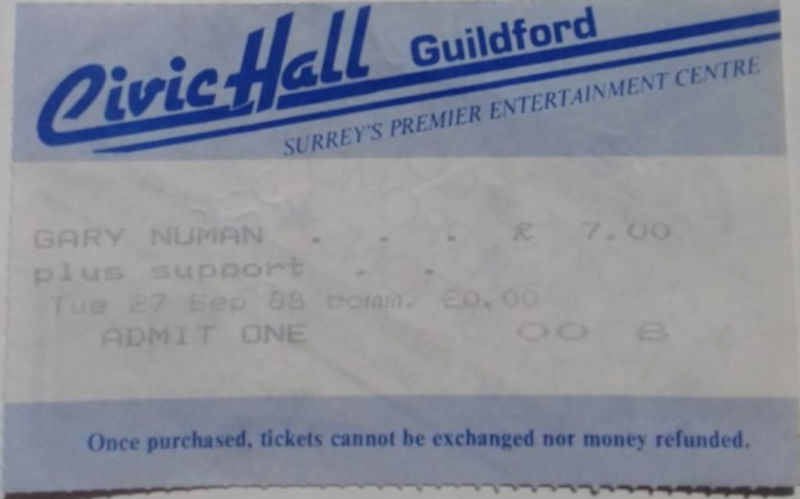 Civic Hall Guildford
SURREY'S PREMIER ENTERTAINMENT CENTRE
GARY NUMAN . . . £ 7.00
plus support . .
Tue 27 Sep 88 comm. 20.00
ADMIT ONE 00 8
Once purchased, tickets cannot be exchanged nor money refunded.